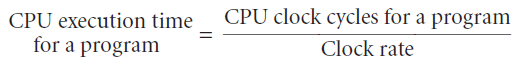 CPU execution time = CPU clock cycles for a program
for a program Clock rate